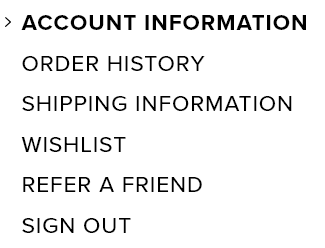 > ACCOUNT INFORMATION
ORDER HISTORY
SHIPPING INFORMATION
WISHLIST
REFER A FRIEND
SIGN OUT